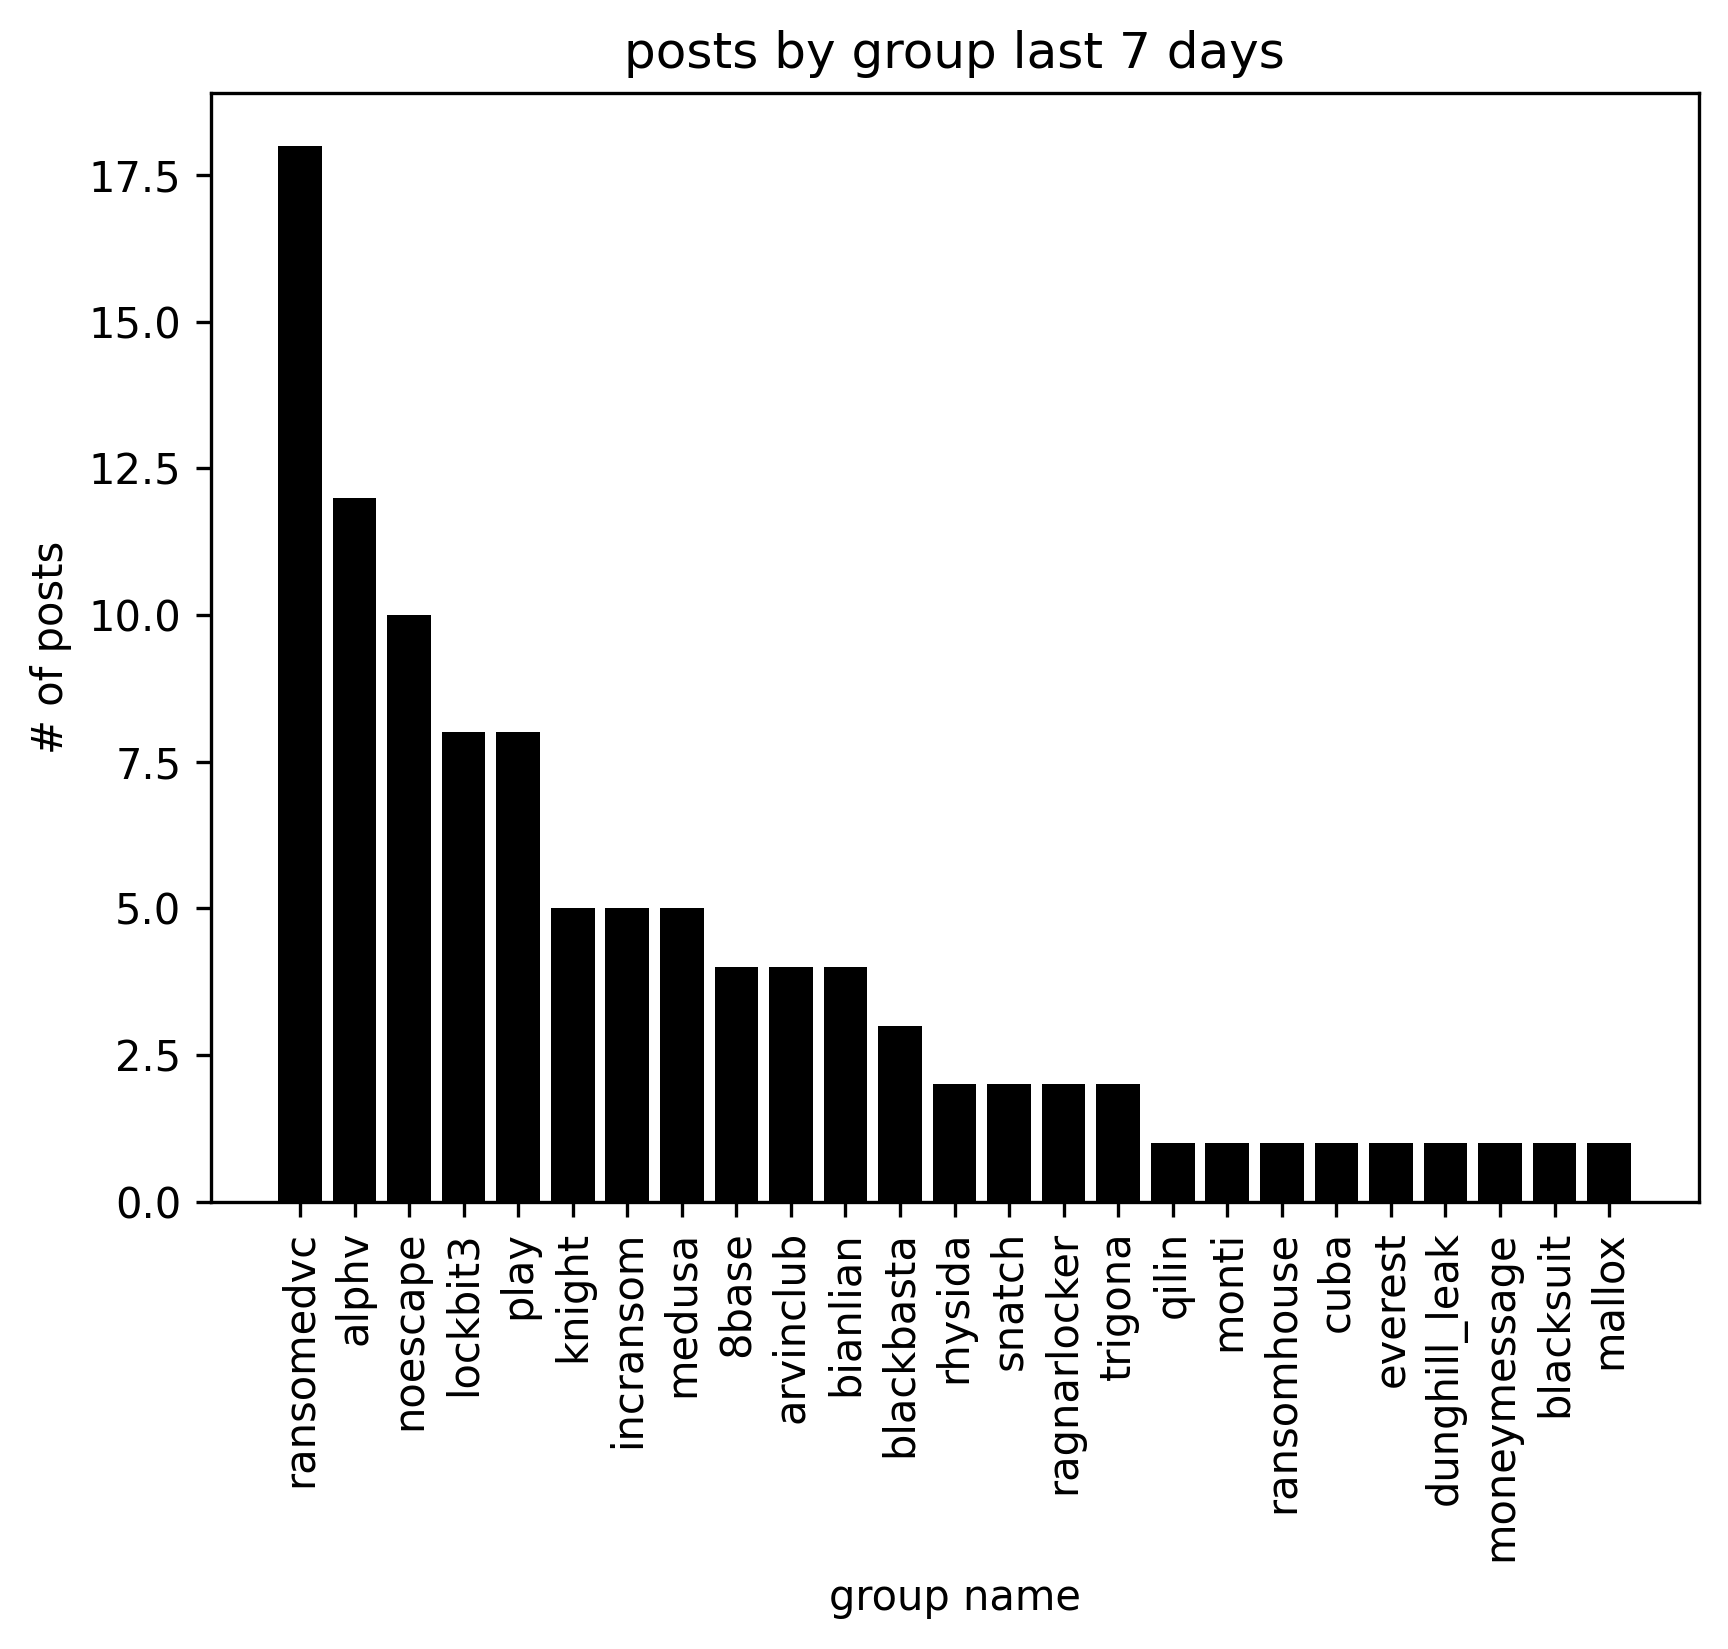 posts by group last 7 days
17.5
15.0
12.5
10.0
7.5
5.0
2.5
0.0
# of posts
ransomedvc
alphv
noescape
lockbit3
play
knight
incransom
medusa
8base
arvinclub
bianlian
blackbasta
rhysida
snatch
ragnarlocker
trigona
qilin
monti
ransomhouse
cuba
everest
dunghill_leak
moneymessage
blacksuit
mallox
group name